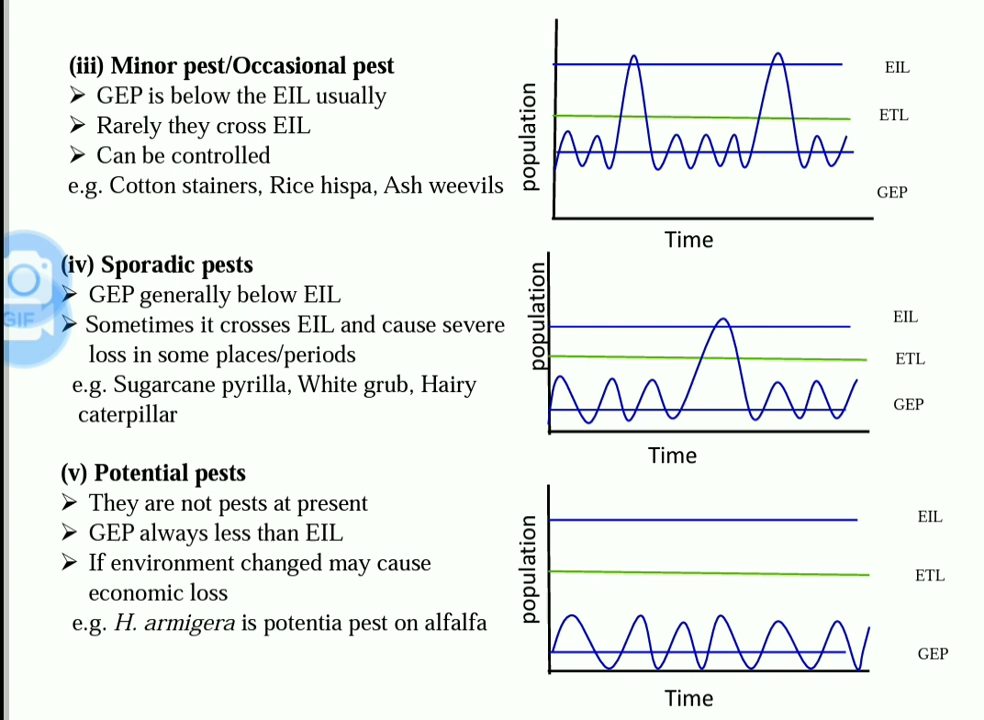 (iii) Minor pest/Occasional pest
➢ GEP is below the EIL usually
➢ Rarely they cross EIL
➢ Can be controlled
e.g. Cotton stainers, Rice hispa, Ash weevils
population
EIL
ETL
GEP
Time
(iv) Sporadic pests
➢ GEP generally below EIL
➢ Sometimes it crosses EIL and cause severe
loss in some places/periods
e.g. Sugarcane pyrilla, White grub, Hairy
caterpillar
GIF
population
EIL
ETL
GEP
Time
(v) Potential pests
➢ They are not pests at present
➢ GEP always less than EIL
➢ If environment changed may cause
economic loss
e.g. H. armigera is potentia pest on alfalfa
population
EIL
ETL
GEP
Time